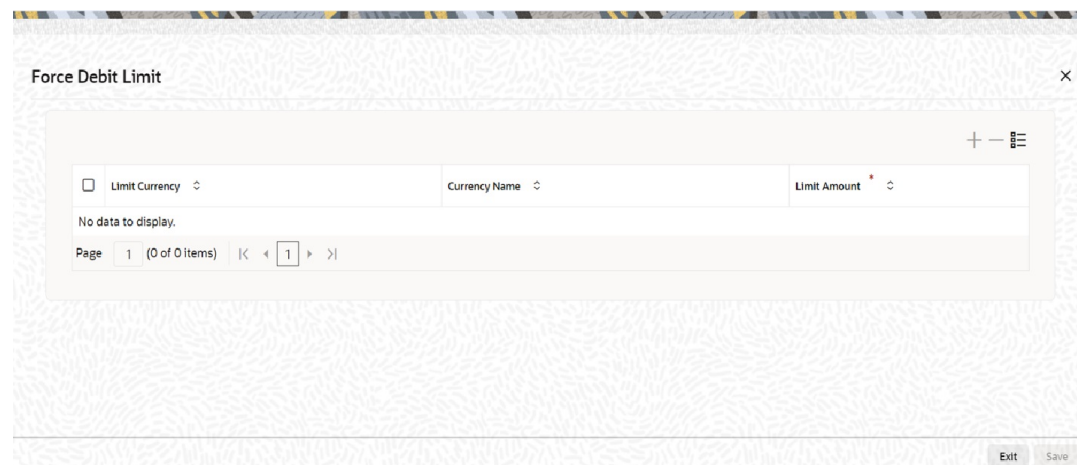 Force Debit Limit
Limit Currency Currency Name Limit Amount *
No data to display.
Page 1 (0 of 0 items) 1
Exit Save